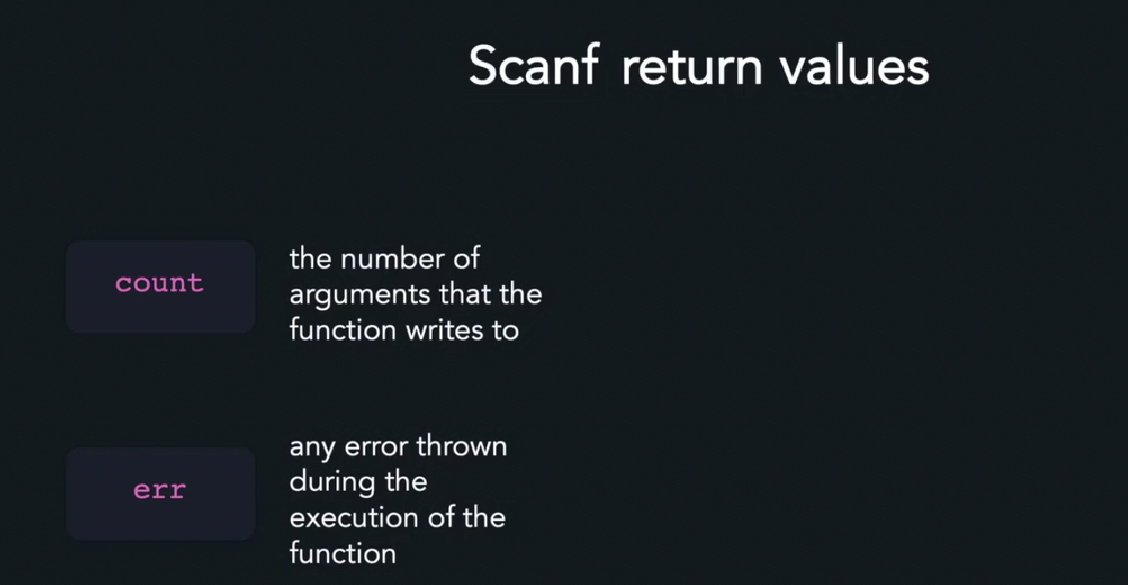 Scanf return values
count
the number of
arguments that the
function writes to
err
any error thrown
during the
execution of the
function